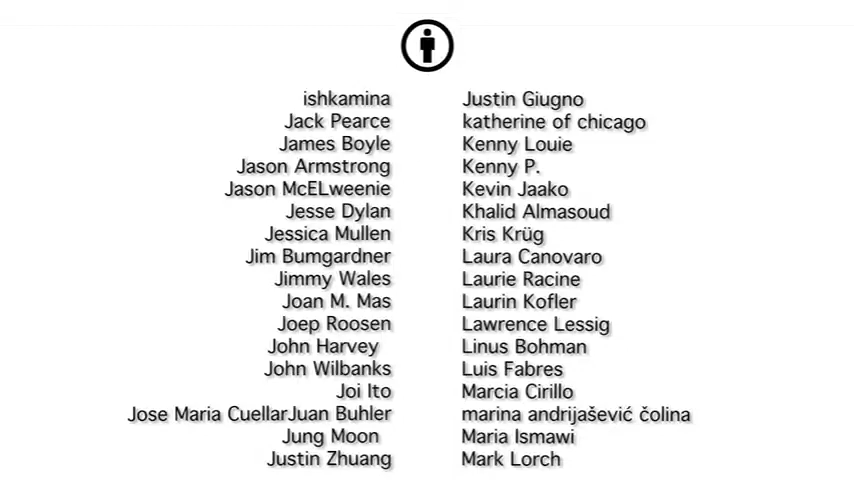 ishkamina
Jack Pearce
James Boyle
Jason Armstrong
Jason McELweenie
Jesse Dylan
Jessica Mullen
Jim Bumgardner
Jimmy Wales
Joan M. Mas
Joep Roosen
John Harvey
John Wilbanks
Joi Ito
Jose Maria CuellarJuan Buhler
Jung Moon
Justin Zhuang
Justin Giugno
katherine of chicago
Kenny Louie
Kenny P.
Kevin Jaako
Khalid Almasoud
Kris Krüg
Laura Canovaro
Laurie Racine
Laurin Kofler
Lawrence Lessig
Linus Bohman
Luis Fabres
Marcia Cirillo
marina andrijašević čolina
Maria Ismawi
Mark Lorch